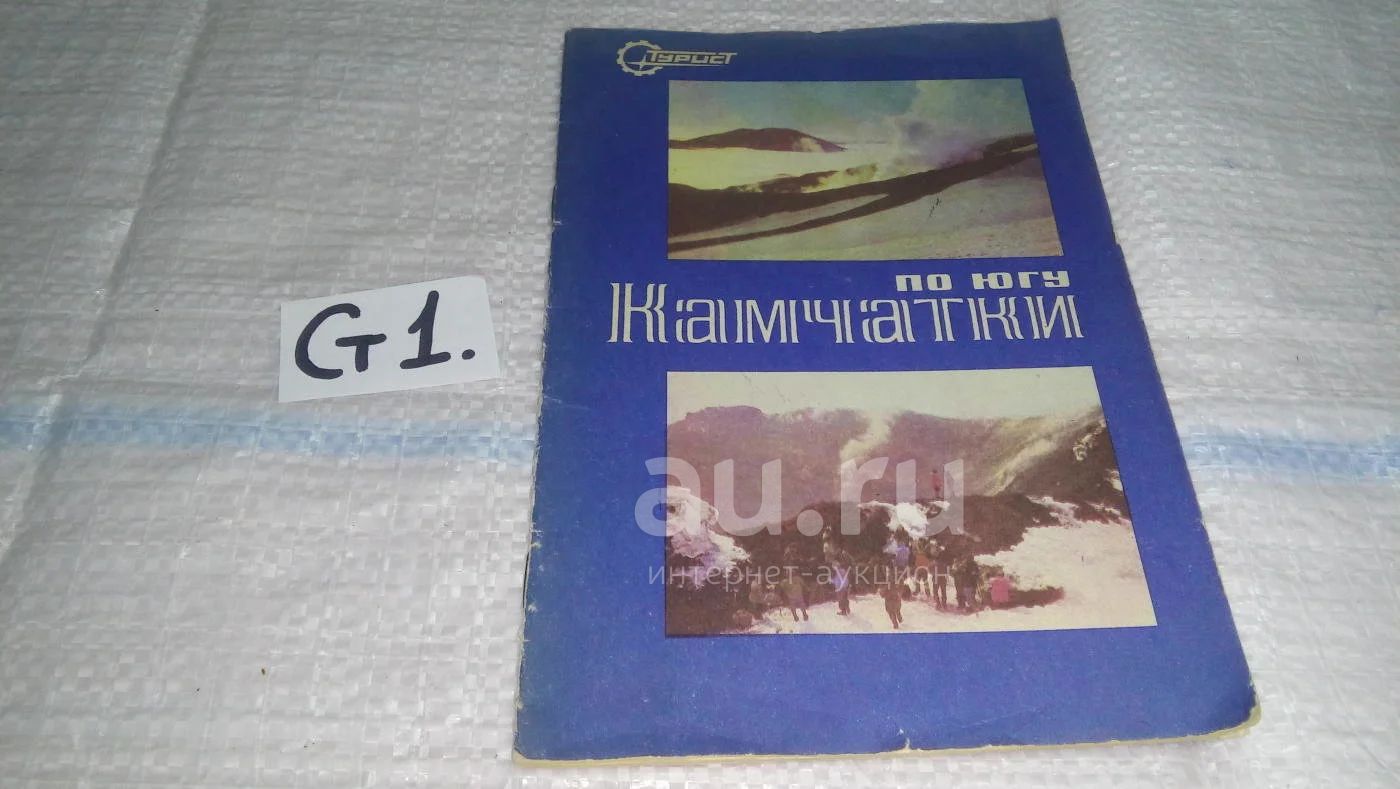 Турист
ПО ЮГУ
Камчатки
G1.
au.ru
интернет-аукцион